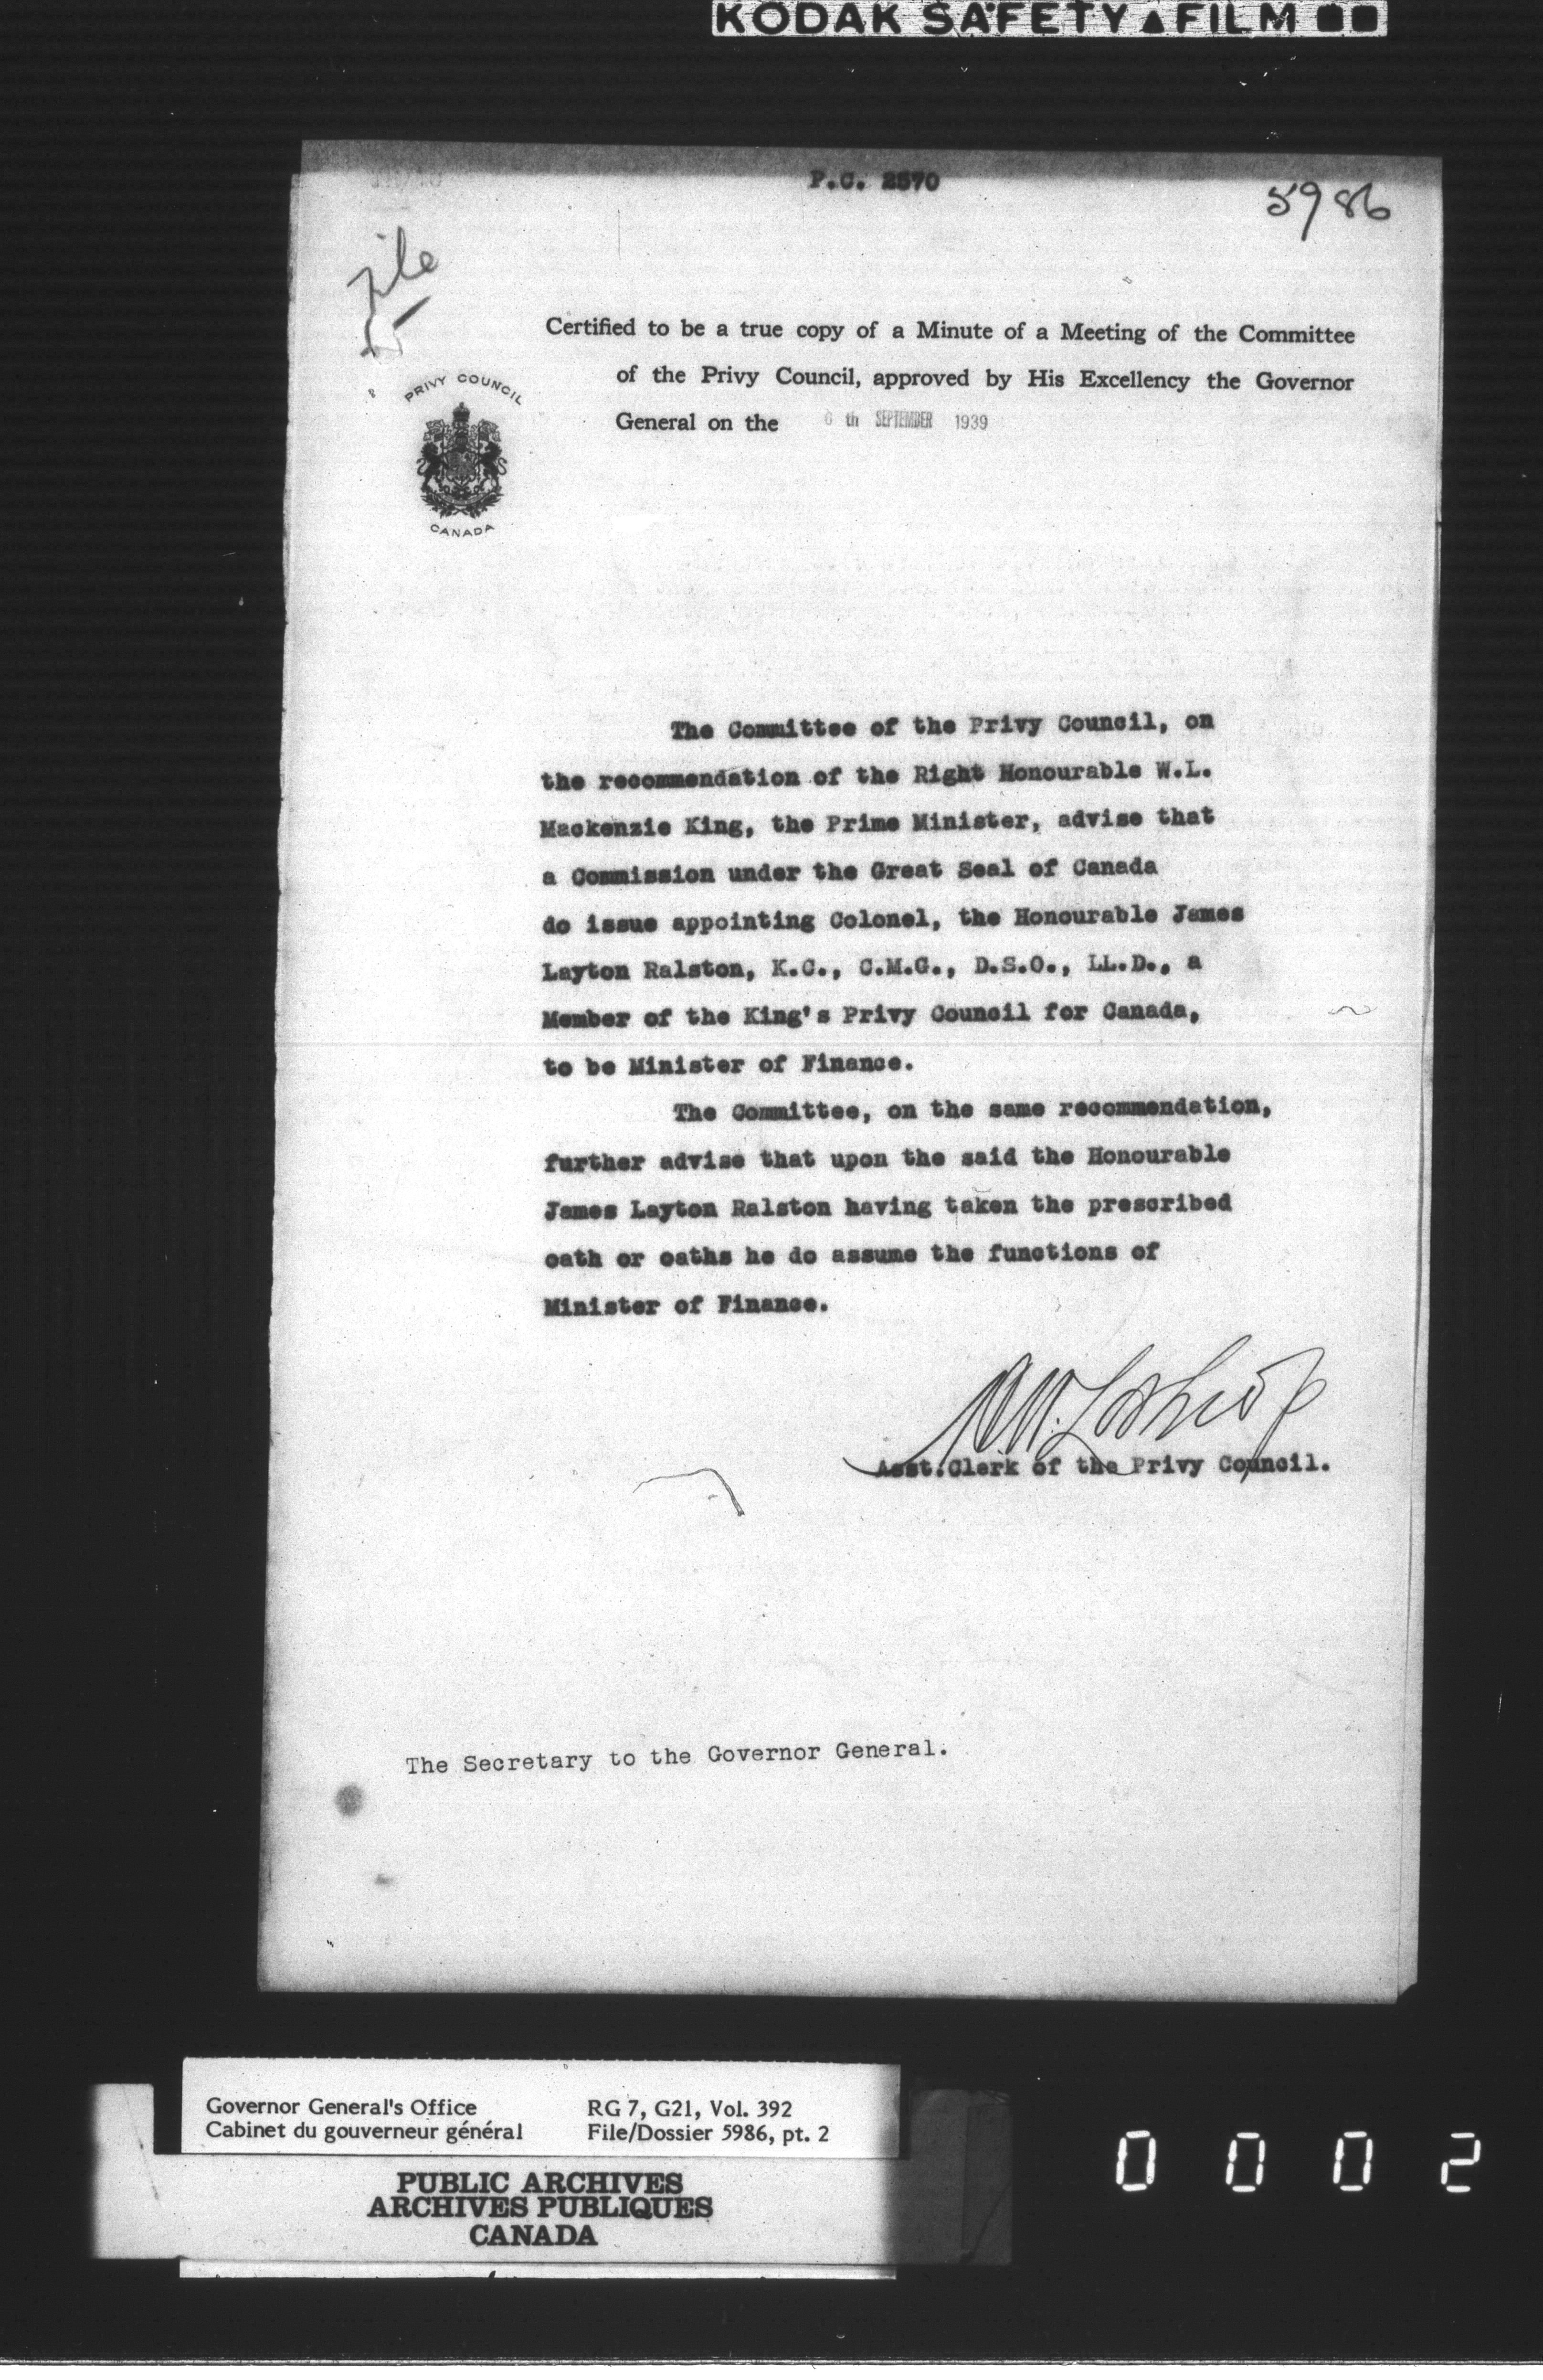 KODAK SAFETY FILM
P.C. 2570
5986
file
Certified to be a true copy of a Minute of a Meeting of the Committee
of the Privy Council, approved by His Excellency the Governor
General on the th SEPTEMBER 1939
PRIVY COUNCIL
CANADA
The Committee of the Privy Council, on
the recommendation of the Right Honourable W.L.
Mackenzie King, the Prime Minister, advise that
a Commission under the Great Seal of Canada
do issue appointing Colonel, the Honourable James
Layton Ralston, K.C., C.M.G., D.S.O., LL.D., a
Member of the King's Privy Council for Canada,
to be Minister of Finance.
The Committee, on the same recommendation,
further advise that upon the said the Honourable
James Layton Ralston having taken the prescribed
oath or oaths he do assume the functions of
Minister of Finance.
Asst.Clerk of the Privy Council.
The Secretary to the Governor General.
Governor General's Office RG 7, G21, Vol. 392
Cabinet du gouverneur général File/Dossier 5986, pt. 2
PUBLIC ARCHIVES
ARCHIVES PUBLIQUES
CANADA
0002